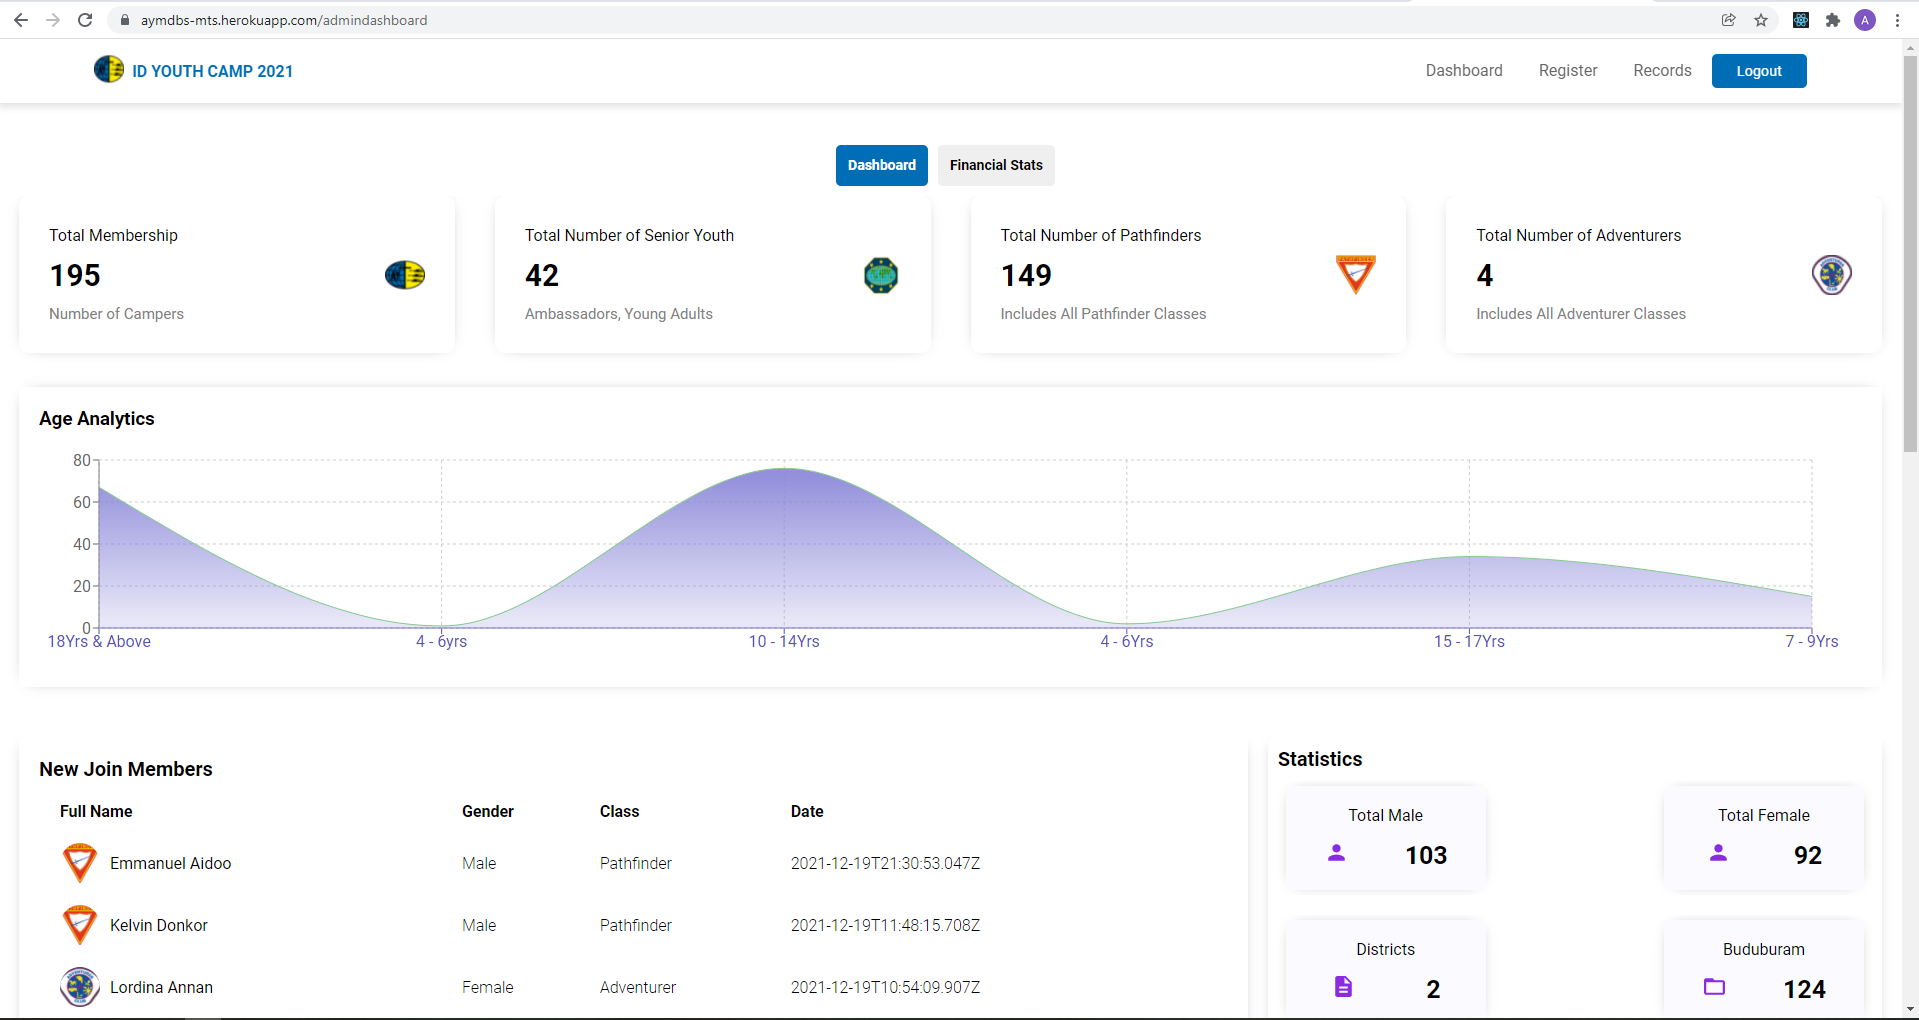 aymdbs-mts.herokuapp.com/admindashboard
A
ID YOUTH CAMP 2021
Dashboard Register Records Logout
Dashboard Financial Stats
Total Membership
195
Number of Campers
Total Number of Senior Youth
42
Ambassadors, Young Adults
Total Number of Pathfinders
149
Includes All Pathfinder Classes
PATHFINDER
Total Number of Adventurers
4
Includes All Adventurer Classes
Age Analytics
80
60
40
20
0
18Yrs & Above 4 - 6yrs 10 - 14Yrs 4 - 6Yrs 15 - 17Yrs 7 - 9Yrs
New Join Members
Full Name Gender Class Date
Emmanuel Aidoo Male Pathfinder 2021-12-19T21:30:53.047Z
Kelvin Donkor Male Pathfinder 2021-12-19T11:48:15.708Z
Lordina Annan Female Adventurer 2021-12-19T10:54:09.907Z
Statistics
Total Male
103
Total Female
92
Districts
2
Buduburam
124